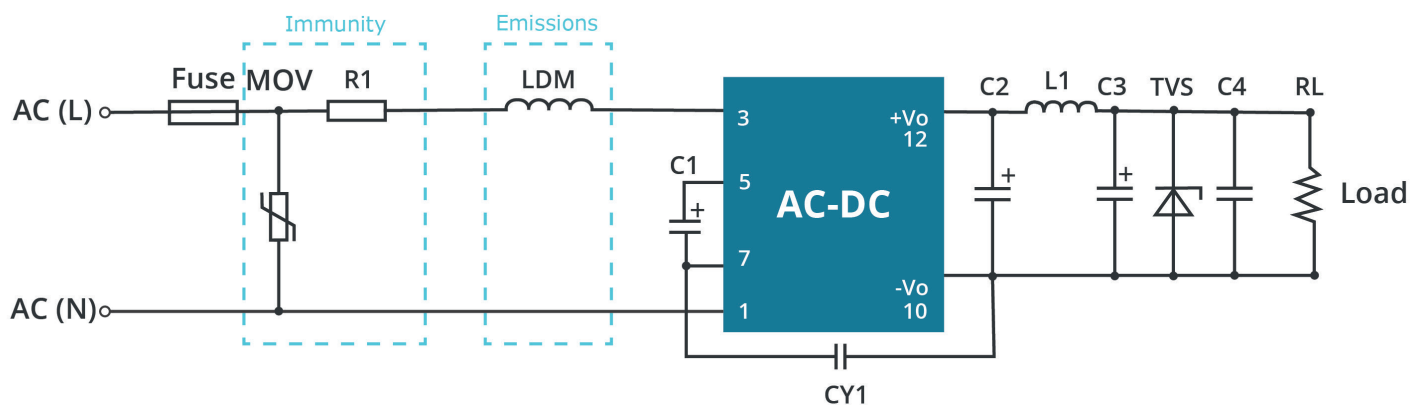 Immunity
Emissions
Fuse
MOV
R1
LDM
C2
L1
C3
TVS
C4
RL
AC (L)
3
+Vo
12
C1
+
5
+
+
AC-DC
Load
7
-Vo
AC (N)
1
10
CY1